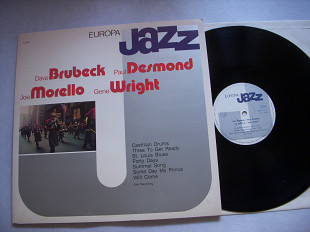 EUROPA
Jazz
Dave Brubeck Paul Desmond
Joe Morello Gene Wright
Castilian Drums
Three To Get Ready
St. Louis Blues
Forty Days
Summer Song
Some Day My Prince
Will Come
EUROPA
Jazz